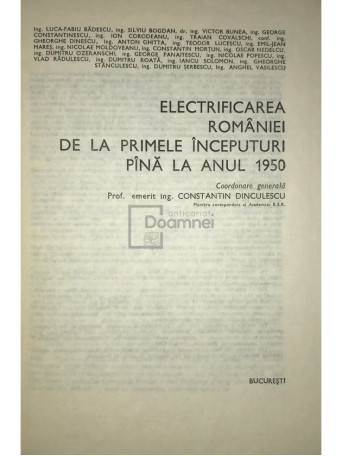 Ing. LUCA-FABIU BĂDESCU, ing. SILVIU BOGDAN, dr. ing. VICTOR BUNEA, ing. GEORGE
CONSTANTINESCU, ing. ION CORODEANU, ing. TRAIAN COVALSCHI, conf. ing.
GHEORGHE DINESCU, ing. ANTON GHITTA, ing. TEODOR LUCESCU, ing. EMIL-JEAN
MAREȘ, ing. NICOLAE MOLDOVEANU, ing. CONSTANTIN MORTUN, ing. OSCAR NEDELCU,
ing. DUMITRU OZERANSCHI, ing. GEORGE PANAITESCU, ing. NICOLAE POPESCU, ing.
VLAD RĂDULESCU, ing. DUMITRU ROATĂ, ing. IANCU SOLOMON, ing. GHEORGHE
STĂNCULESCU, ing. DUMITRU ȘERBESCU, ing. ANGHEL VASILESCU
ELECTRIFICAREA
ROMÂNIEI
DE LA PRIMELE ÎNCEPUTURI
PÎNĂ LA ANUL 1950
Coordonare generală
Prof. emerit ing. CONSTANTIN DINCULESCU
Membru corespondent al Academiei R.S.R.
anticariat
Doamnei
BUCUREȘTI